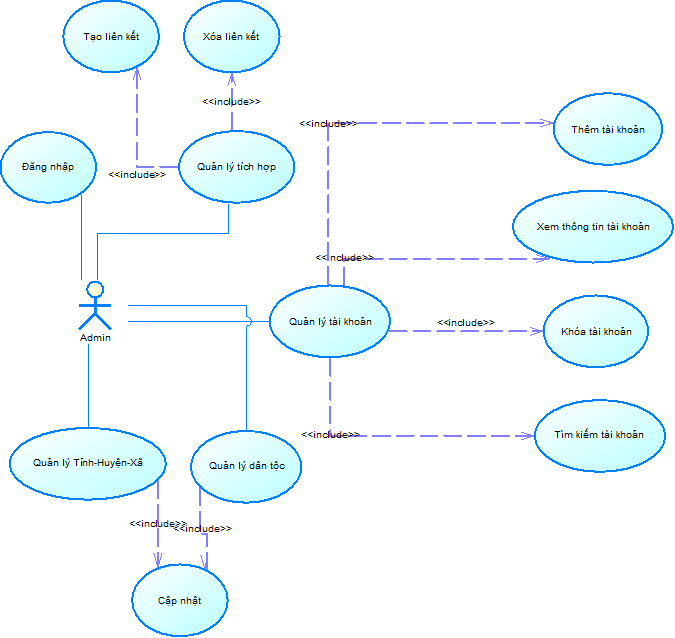 Tạo liên kết
Xóa liên kết
<<include>>
<<include>>
Thêm tài khoản
Đăng nhập
Quản lý tích hợp
<<include>>
Xem thông tin tài khoản
<<include>>
Quản lý tài khoản
<<include>>
Khóa tài khoản
Admin
<<include>>
Tìm kiếm tài khoản
Quản lý Tỉnh-Huyện-Xã
Quản lý dân tộc
<<include>>
<<include>>
Cập nhật